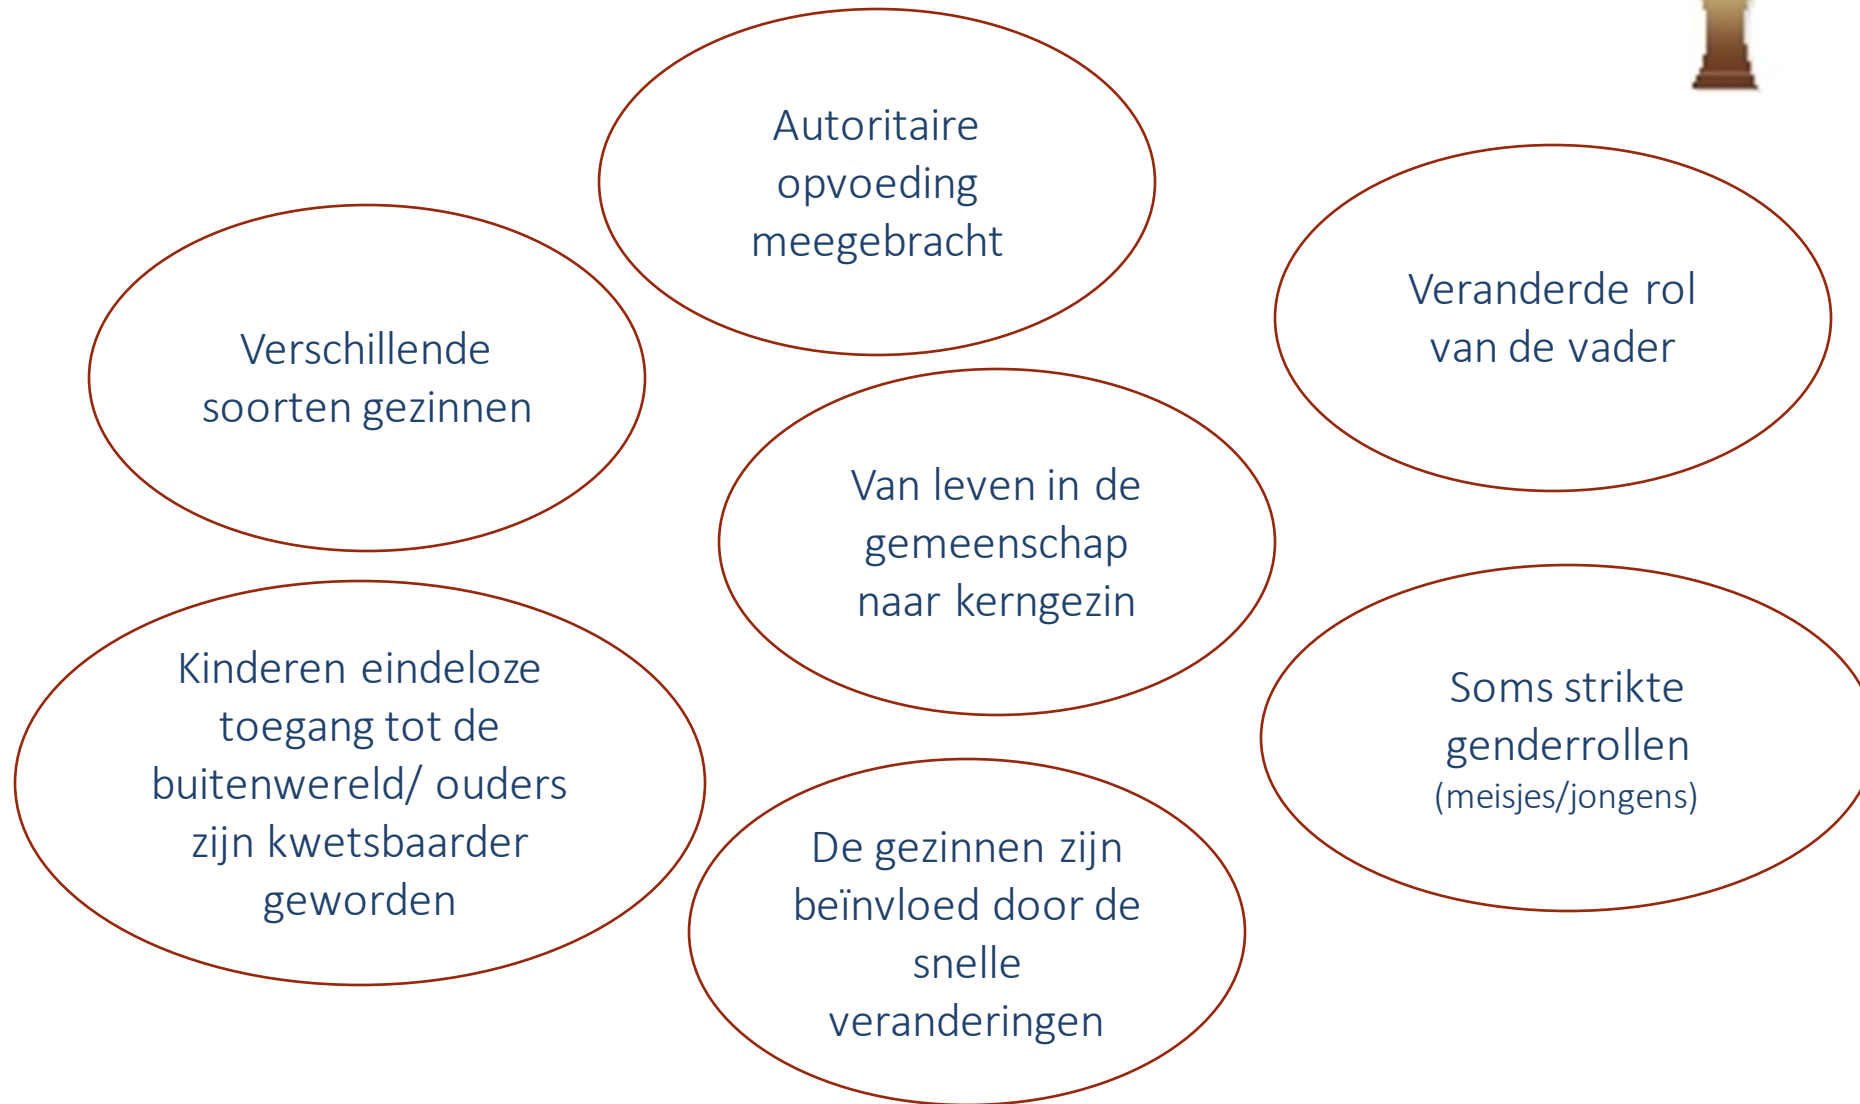 Autoritaire
opvoeding
meegebracht
Veranderde rol
van de vader
Verschillende
soorten gezinnen
Van leven in de
gemeenschap
naar kerngezin
Kinderen eindeloze
toegang tot de
buitenwereld/ ouders
zijn kwetsbaarder
geworden
Soms strikte
genderrollen
(meisjes/jongens)
De gezinnen zijn
beïnvloed door de
snelle
veranderingen